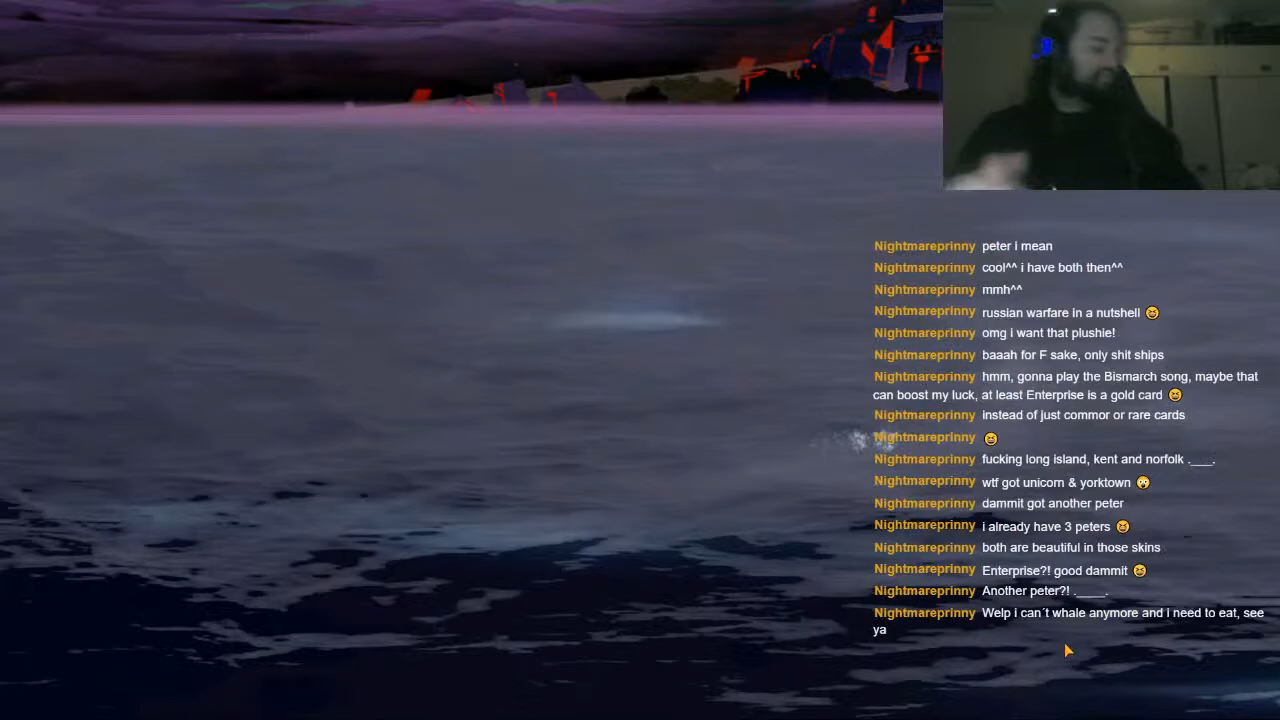 Nightmareprinny peter i mean
Nightmareprinny cool^^ i have both then^^
Nightmareprinny mmh^^
Nightmareprinny russian warfare in a nutshell 😆
Nightmareprinny omg i want that plushie!
Nightmareprinny baaah for F sake, only shit ships
Nightmareprinny hmm, gonna play the Bismarch song, maybe that
can boost my luck, at least Enterprise is a gold card 😆
Nightmareprinny instead of just commor or rare cards
Nightmareprinny 😆
Nightmareprinny fucking long island, kent and norfolk .___.
Nightmareprinny wtf got unicorn & yorktown 😲
Nightmareprinny dammit got another peter
Nightmareprinny i already have 3 peters 😆
Nightmareprinny both are beautiful in those skins
Nightmareprinny Enterprise?! good dammit 😆
Nightmareprinny Another peter?! .____.
Nightmareprinny Welp i can´t whale anymore and i need to eat, see
ya